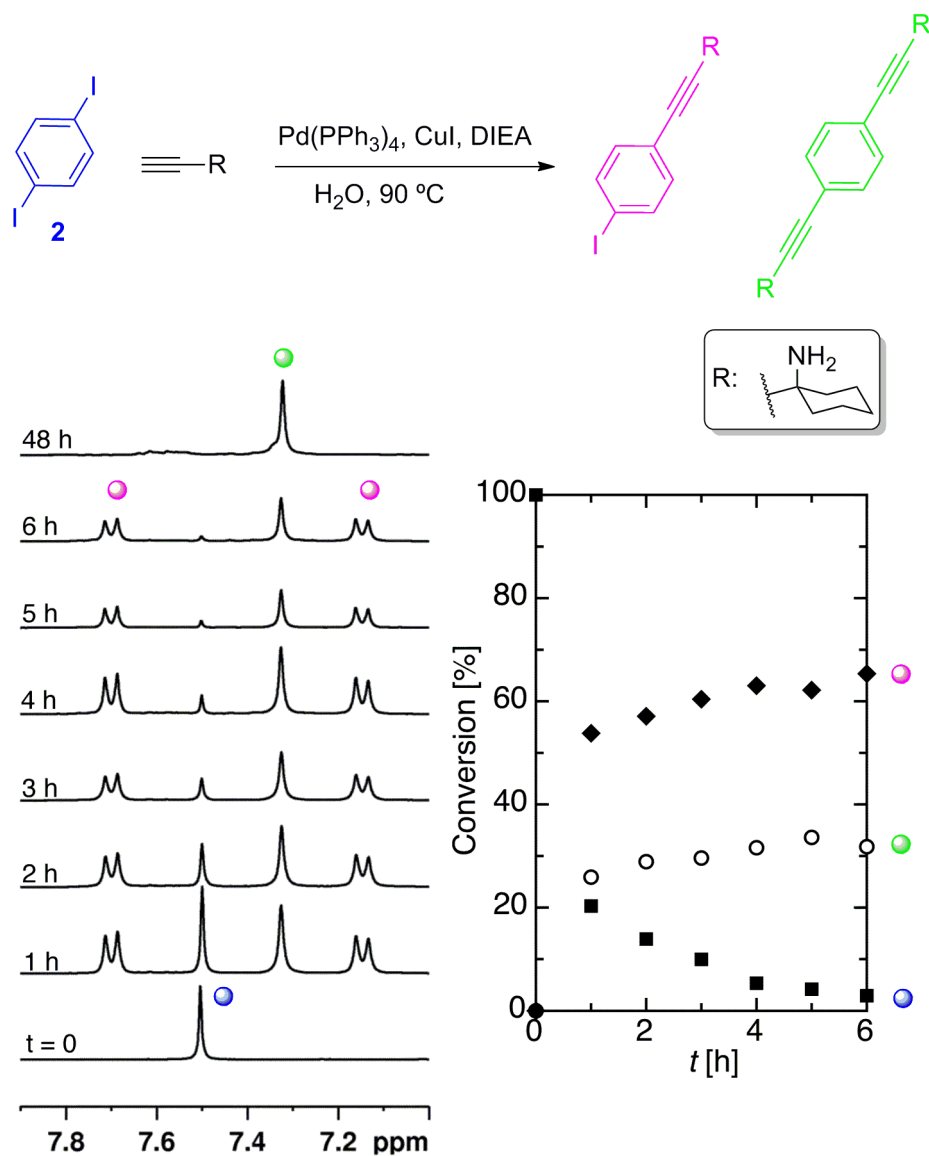 I
I
2
R
Pd(PPh₃)₄, CuI, DIEA
H₂O, 90 ºC
R
I
R
R
R:
NH₂
48 h
6 h
5 h
4 h
3 h
2 h
1 h
t = 0
7.8
7.6
7.4
7.2
ppm
Conversion [%]
100
80
60
40
20
0
0
2
4
6
t [h]